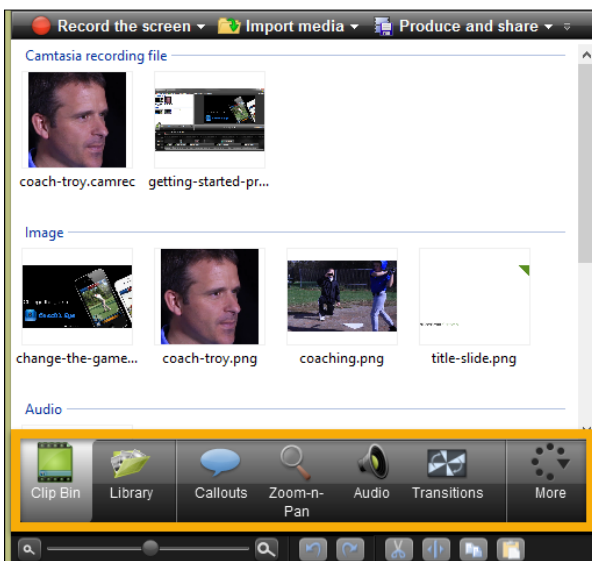 Record the screen Import media Produce and share
Camtasia recording file
coach-troy.camrec getting-started-pr...
Image
change-the-game... coach-troy.png coaching.png title-slide.png
Audio
Clip Bin Library Callouts Zoom-n-Pan Audio Transitions More